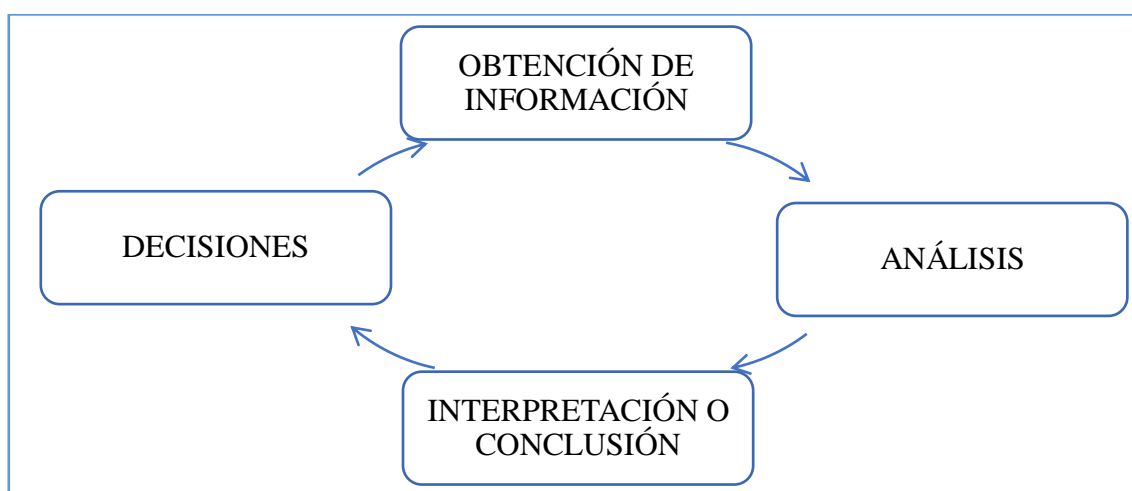 OBTENCIÓN DE
INFORMACIÓN
DECISIONES
ANÁLISIS
INTERPRETACIÓN O
CONCLUSIÓN